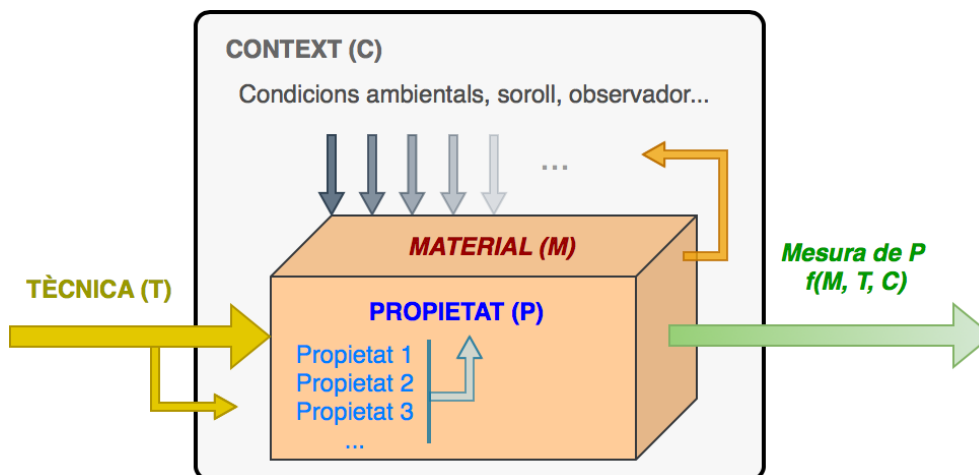 CONTEXT (C)
Condicions ambientals, soroll, observador...
...
MATERIAL (M)
TÈCNICA (T)
PROPIETAT (P)
Propietat 1
Propietat 2
Propietat 3
...
Mesura de P
f(M, T, C)